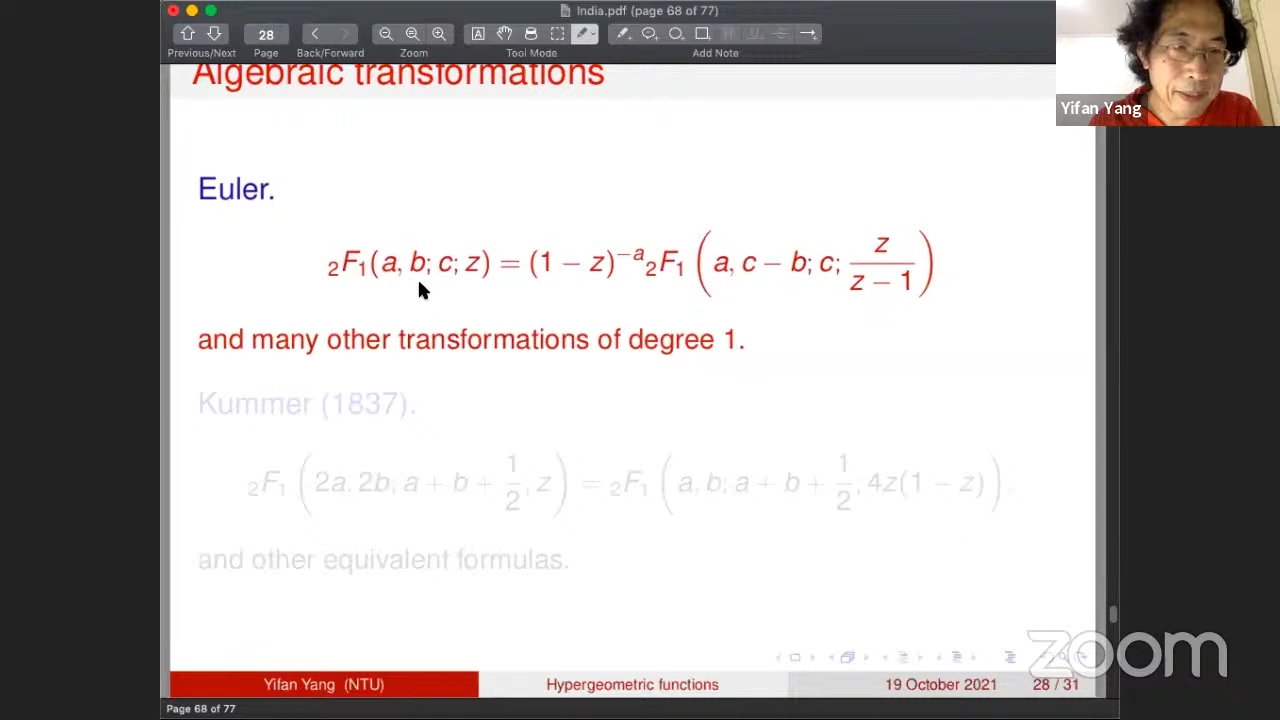 India.pdf (page 68 of 77)
28
Previous/Next Page Back/Forward Zoom Tool Mode Add Note
Algebraic transformations
Yifan Yang
Euler.
₂F₁(a, b; c; z) = (1 − z)⁻ᵃ₂F₁ (a, c − b; c; z/(z − 1))
and many other transformations of degree 1.
Kummer (1837).
₂F₁ (2a, 2b; a + b + 1/2, z) = ₂F₁ (a, b; a + b + 1/2, 4z(1 − z)).
and other equivalent formulas.
zoom
Yifan Yang (NTU) Hypergeometric functions 19 October 2021 28 / 31
Page 68 of 77